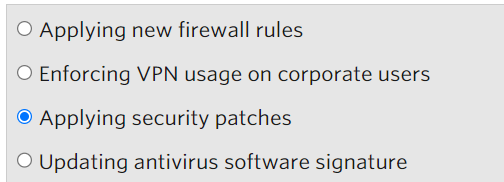 Applying new firewall rules
Enforcing VPN usage on corporate users
Applying security patches
Updating antivirus software signature